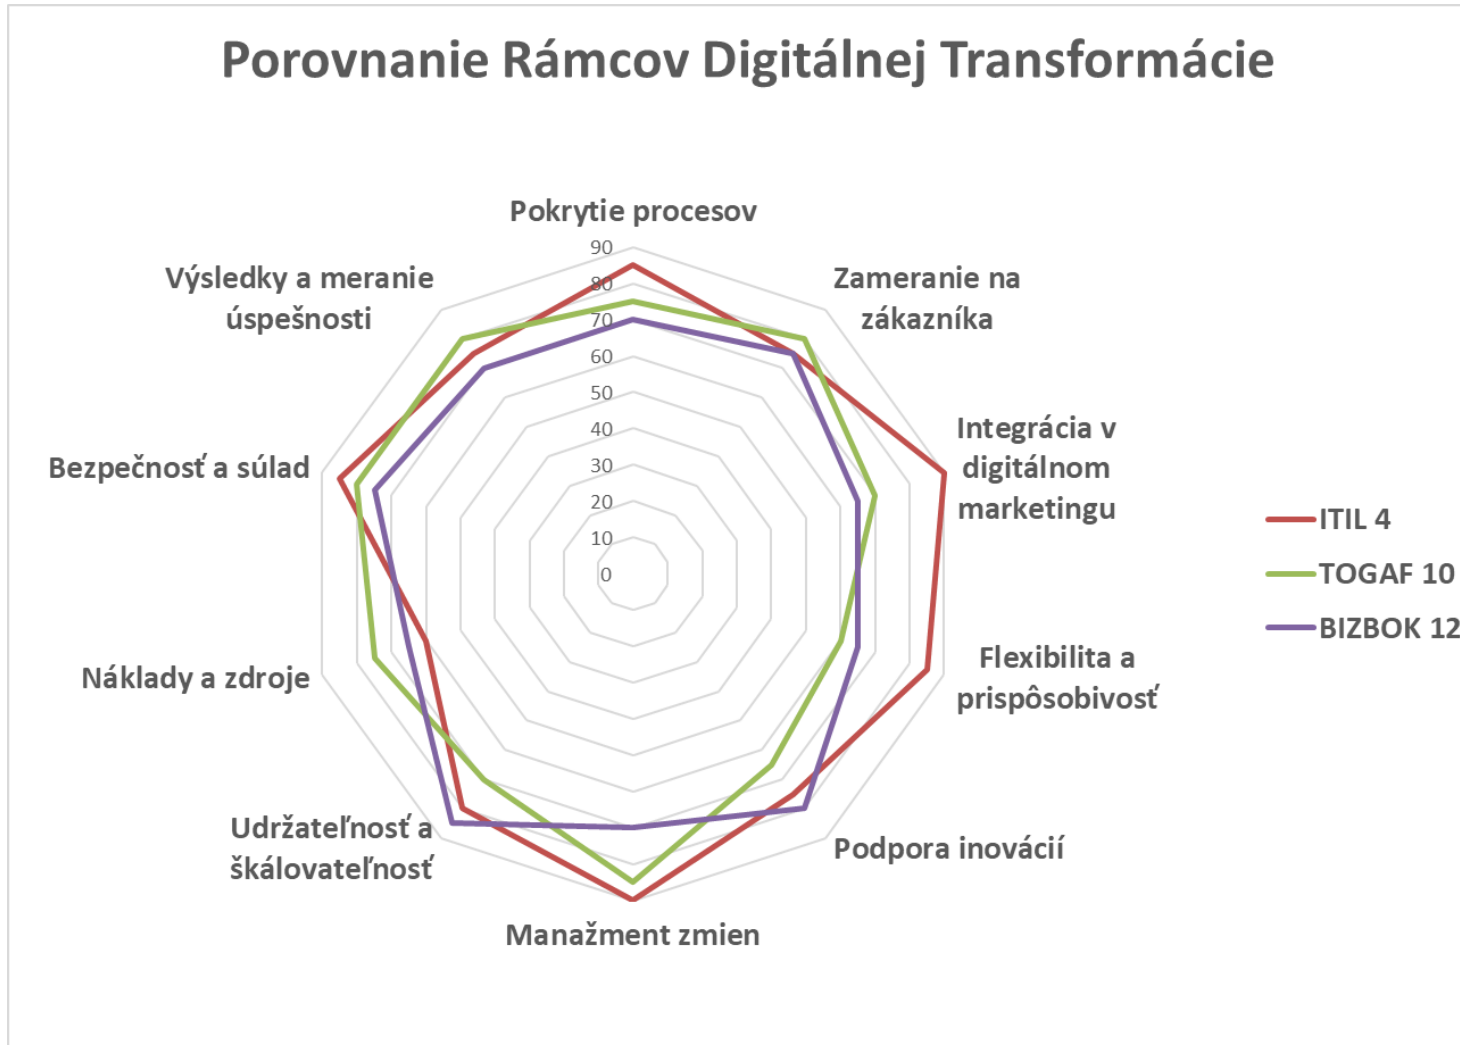 Porovnanie Rámcov Digitálnej Transformácie
Pokrytie procesov
Zameranie na
zákazníka
Integrácia v
digitálnom
marketingu
Flexibilita a
prispôsobivosť
Podpora inovácií
Manažment zmien
Udržateľnosť a
škálovateľnosť
Náklady a zdroje
Bezpečnosť a súlad
Výsledky a meranie
úspešnosti
90
80
70
60
50
40
30
20
10
0
ITIL 4
TOGAF 10
BIZBOK 12